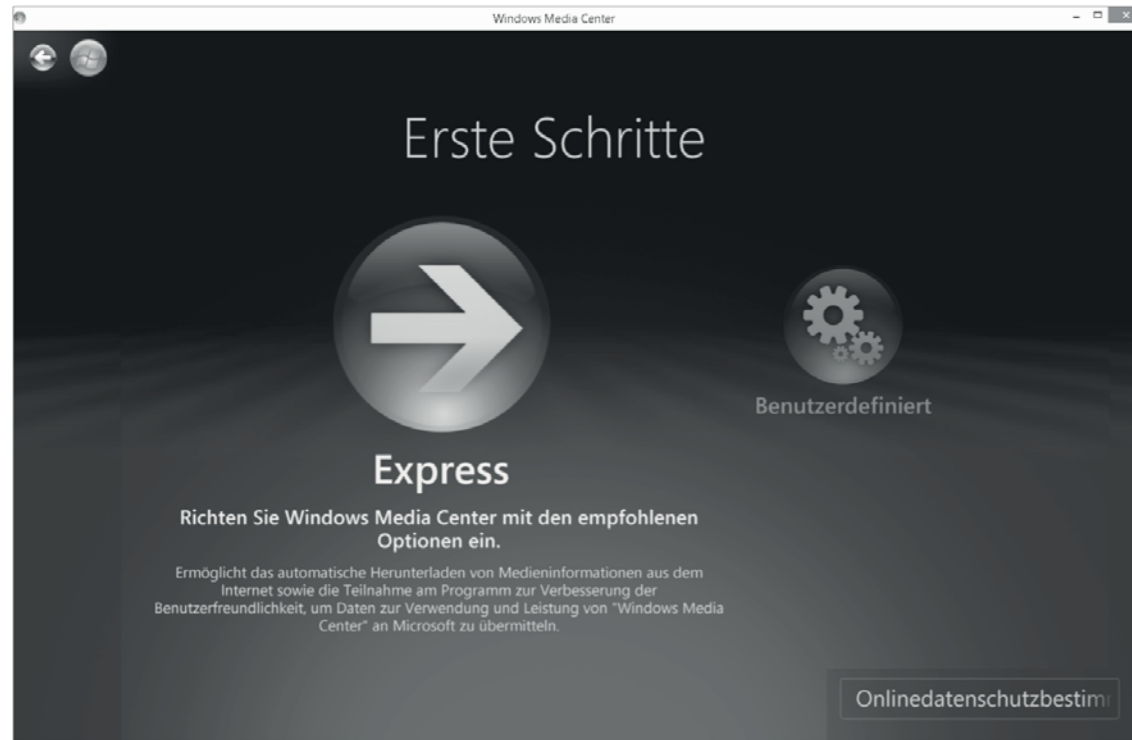 Windows Media Center
Erste Schritte
Express
Richten Sie Windows Media Center mit den empfohlenen
Optionen ein.
Ermöglicht das automatische Herunterladen von Medieninformationen aus dem
Internet sowie die Teilnahme am Programm zur Verbesserung der
Benutzerfreundlichkeit, um Daten zur Verwendung und Leistung von "Windows Media
Center" an Microsoft zu übermitteln.
Benutzerdefiniert
Onlinedatenschutzbestim